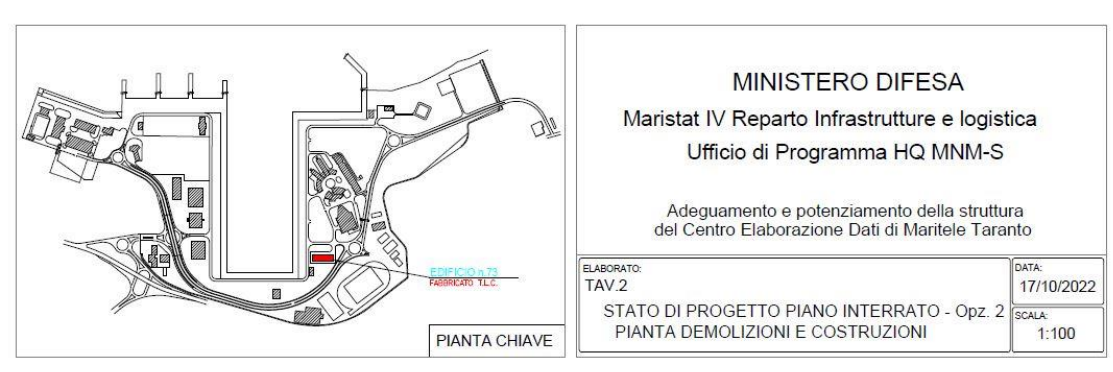 EDIFICIO n.73
FABBRICATO T.L.C.
PIANTA CHIAVE
MINISTERO DIFESA
Maristat IV Reparto Infrastrutture e logistica
Ufficio di Programma HQ MNM-S
Adeguamento e potenziamento della struttura
del Centro Elaborazione Dati di Maritele Taranto
ELABORATO:
TAV.2
STATO DI PROGETTO PIANO INTERRATO - Opz. 2
PIANTA DEMOLIZIONI E COSTRUZIONI
DATA:
17/10/2022
SCALA:
1:100